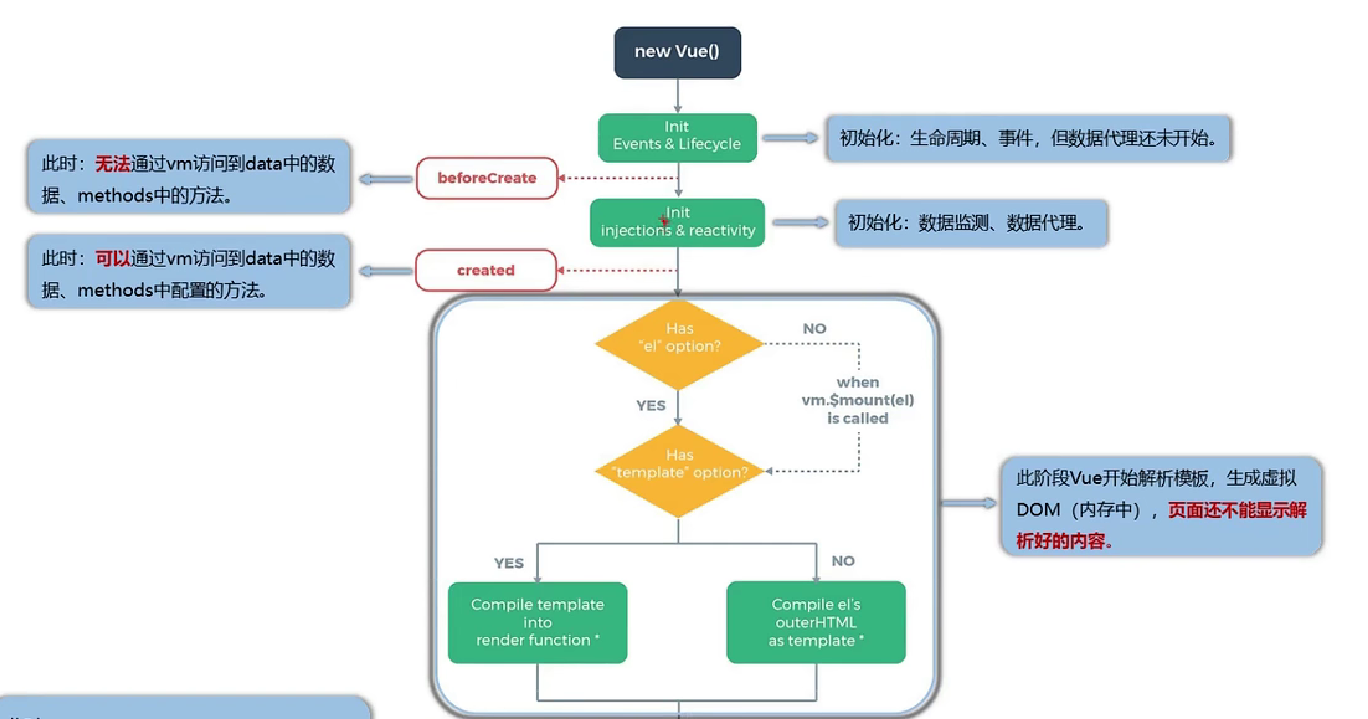 new Vue()
Init
Events & Lifecycle
初始化：生命周期、事件，但数据代理还未开始。
此时：无法通过vm访问到data中的数
据、methods中的方法。
beforeCreate
Init
injections & reactivity
初始化：数据监测、数据代理。
此时：可以通过vm访问到data中的数
据、methods中配置的方法。
created
Has
"el" option?
NO
when
vm.$mount(el)
is called
YES
Has
"template" option?
此阶段Vue开始解析模板，生成虚拟
DOM（内存中），页面还不能显示解
析好的内容。
YES
NO
Compile template
into
render function *
Compile el's
outerHTML
as template *